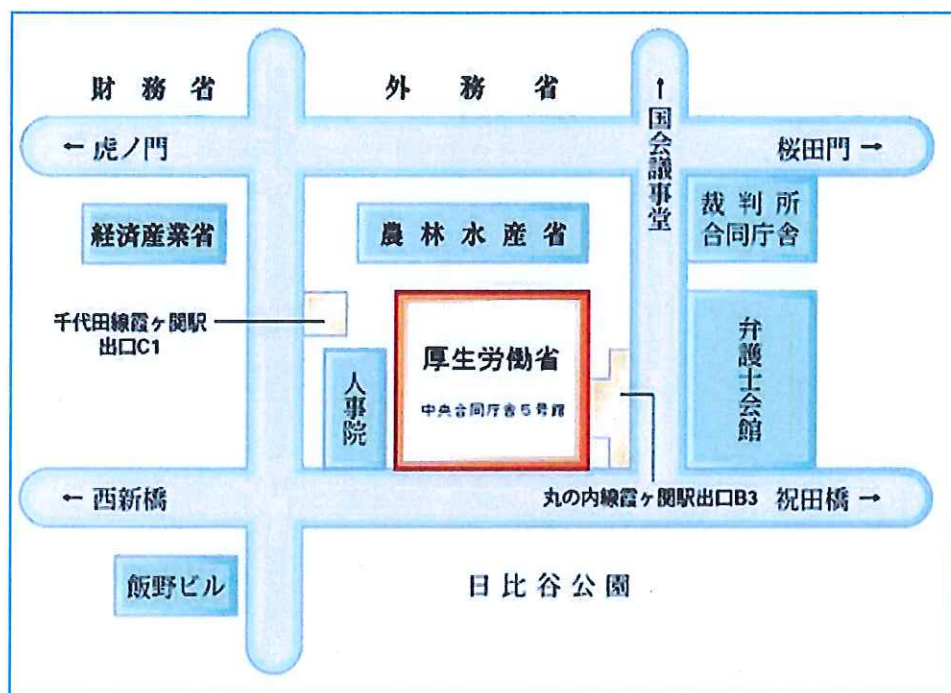 財務省
外務省
↑国会議事堂
←虎ノ門
桜田門→
経済産業省
農林水産省
裁判所
合同庁舎
千代田線霞ヶ関駅
出口C1
人事院
厚生労働省
中央合同庁舎5号館
弁護士会館
←西新橋
丸の内線霞ヶ関駅出口B3
祝田橋→
飯野ビル
日比谷公園